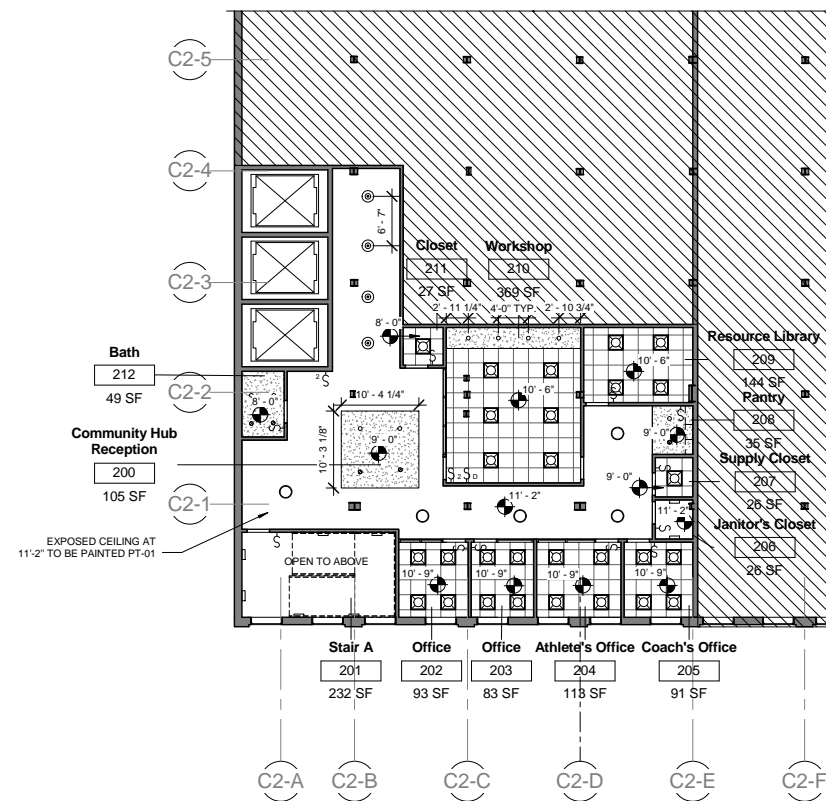 C2-5
C2-4
C2-3
C2-2
C2-1
6' - 7"
Closet
211
27 SF
Workshop
210
369 SF
2' - 11 1/4"
4'-0" TYP.
2' - 10 3/4"
8' - 0"
Resource Library
209
144 SF
10' - 6"
Bath
212
49 SF
8' - 0"
2
10' - 4 1/4"
10' - 6"
Pantry
208
35 SF
9' - 0"
Community Hub
Reception
200
105 SF
10' - 3 1/8"
9' - 0"
Supply Closet
207
26 SF
9' - 0"
2 D
11' - 2"
11' - 2"
Janitor's Closet
206
26 SF
EXPOSED CEILING AT
11'-2" TO BE PAINTED PT-01
OPEN TO ABOVE
10' - 9"
10' - 9"
10' - 9"
10' - 9"
Stair A
201
232 SF
Office
202
93 SF
Office
203
83 SF
Athlete's Office
204
113 SF
Coach's Office
205
91 SF
C2-A
C2-B
C2-C
C2-D
C2-E
C2-F